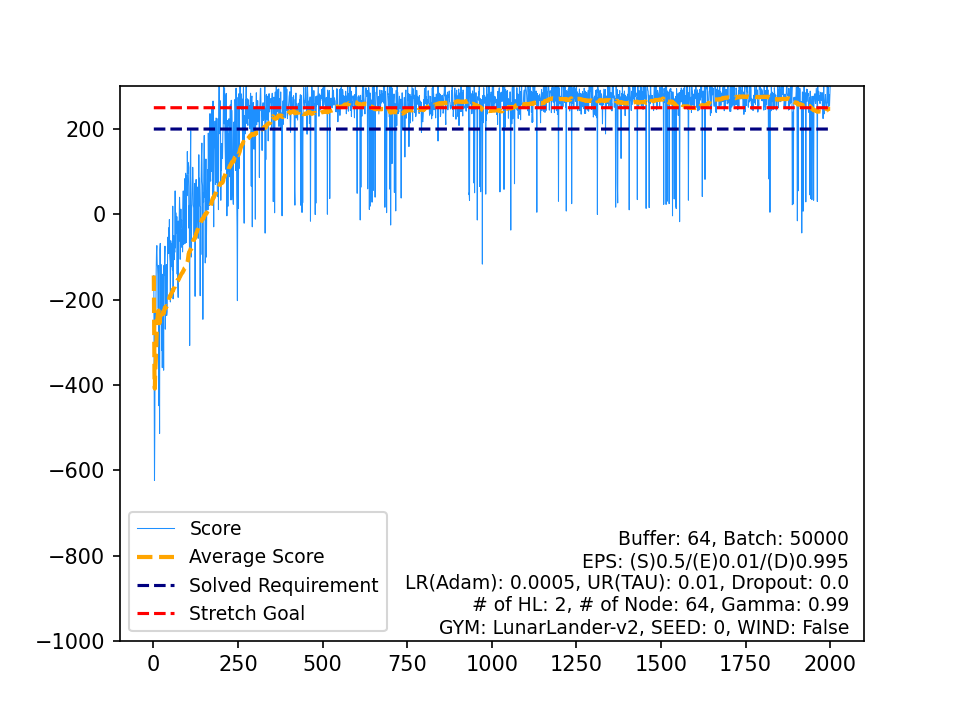 200
0
−200
−400
−600
−800
−1000
Score
Average Score
Solved Requirement
Stretch Goal
Buffer: 64, Batch: 50000
EPS: (S)0.5/(E)0.01/(D)0.995
LR(Adam): 0.0005, UR(TAU): 0.01, Dropout: 0.0
# of HL: 2, # of Node: 64, Gamma: 0.99
GYM: LunarLander-v2, SEED: 0, WIND: False
0 250 500 750 1000 1250 1500 1750 2000